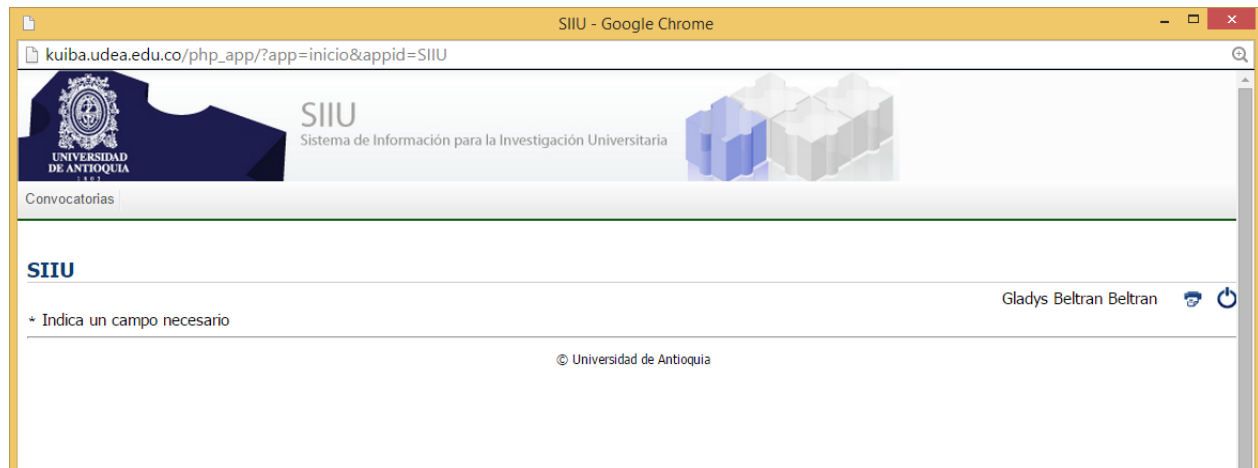 SIIU - Google Chrome
kuiba.udea.edu.co/php_app/?app=inicio&appid=SIIU
UNIVERSIDAD
DE ANTIOQUIA
1803
SIIU
Sistema de Información para la Investigación Universitaria
Convocatorias
SIIU
Gladys Beltran Beltran
* Indica un campo necesario
© Universidad de Antioquia